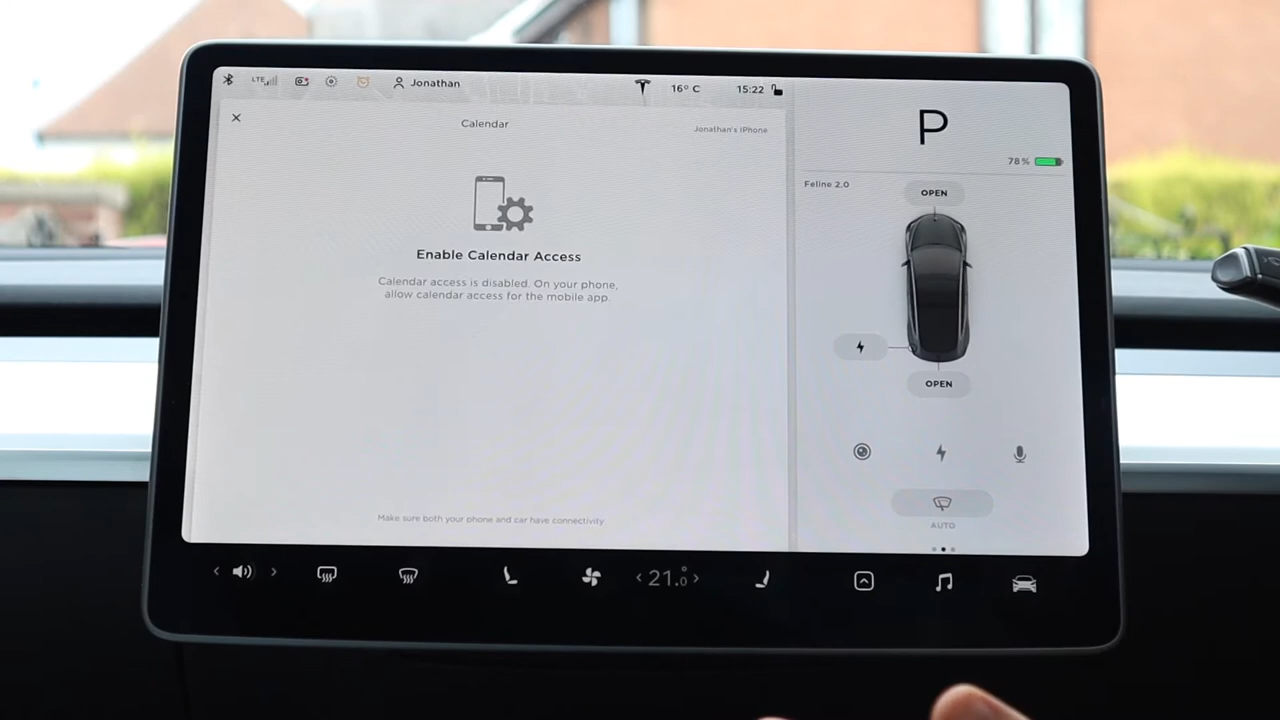 LTE Jonathan 16° C 15:22
Calendar
Jonathan's iPhone
Enable Calendar Access
Calendar access is disabled. On your phone,
allow calendar access for the mobile app.
Make sure both your phone and car have connectivity
P
78 %
Feline 2.0
OPEN
OPEN
AUTO
21.0